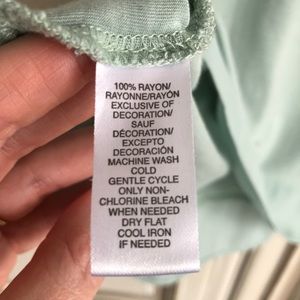 100% RAYON/
RAYONNE/RAYÓN
EXCLUSIVE OF
DECORATION/
SAUF
DÉCORATION/
EXCEPTO
DECORACIÓN
MACHINE WASH
COLD
GENTLE CYCLE
ONLY NON-
CHLORINE BLEACH
WHEN NEEDED
DRY FLAT
COOL IRON
IF NEEDED